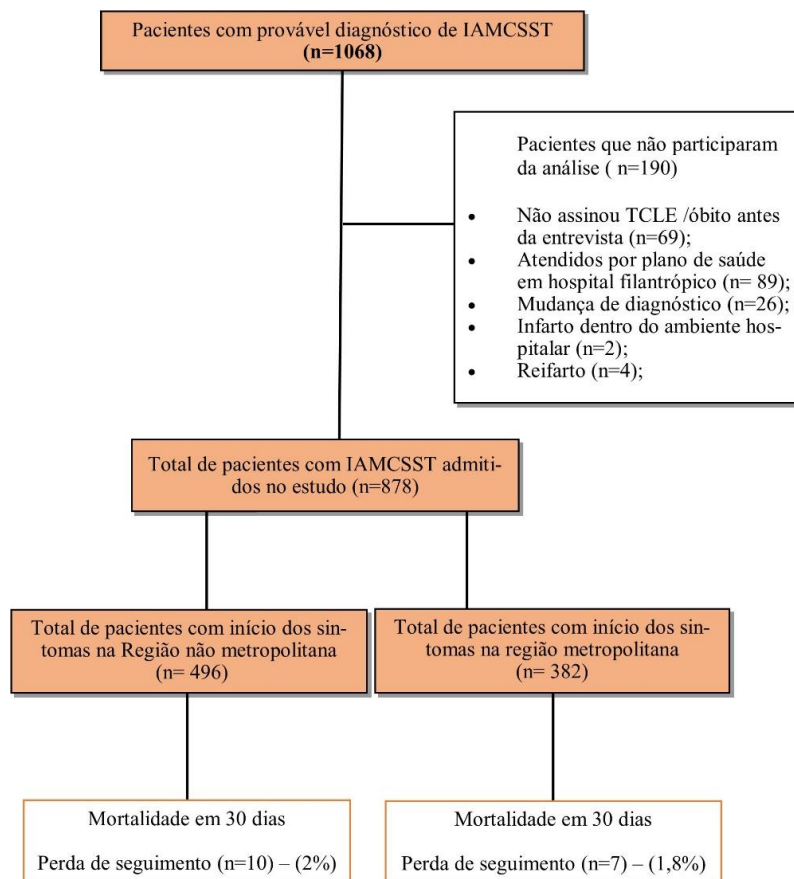 Pacientes com provável diagnóstico de IAMCSST
(n=1068)
Pacientes que não participaram
da análise ( n=190)
• Não assinou TCLE /óbito antes
da entrevista (n=69);
• Atendidos por plano de saúde
em hospital filantrópico (n= 89);
• Mudança de diagnóstico (n=26);
• Infarto dentro do ambiente hos-
pitalar (n=2);
• Reifarto (n=4);
Total de pacientes com IAMCSST admiti-
dos no estudo (n=878)
Total de pacientes com início dos sin-
tomas na Região não metropolitana
(n= 496)
Total de pacientes com início dos sin-
tomas na região metropolitana
(n= 382)
Mortalidade em 30 dias
Perda de seguimento (n=10) – (2%)
Mortalidade em 30 dias
Perda de seguimento (n=7) – (1,8%)